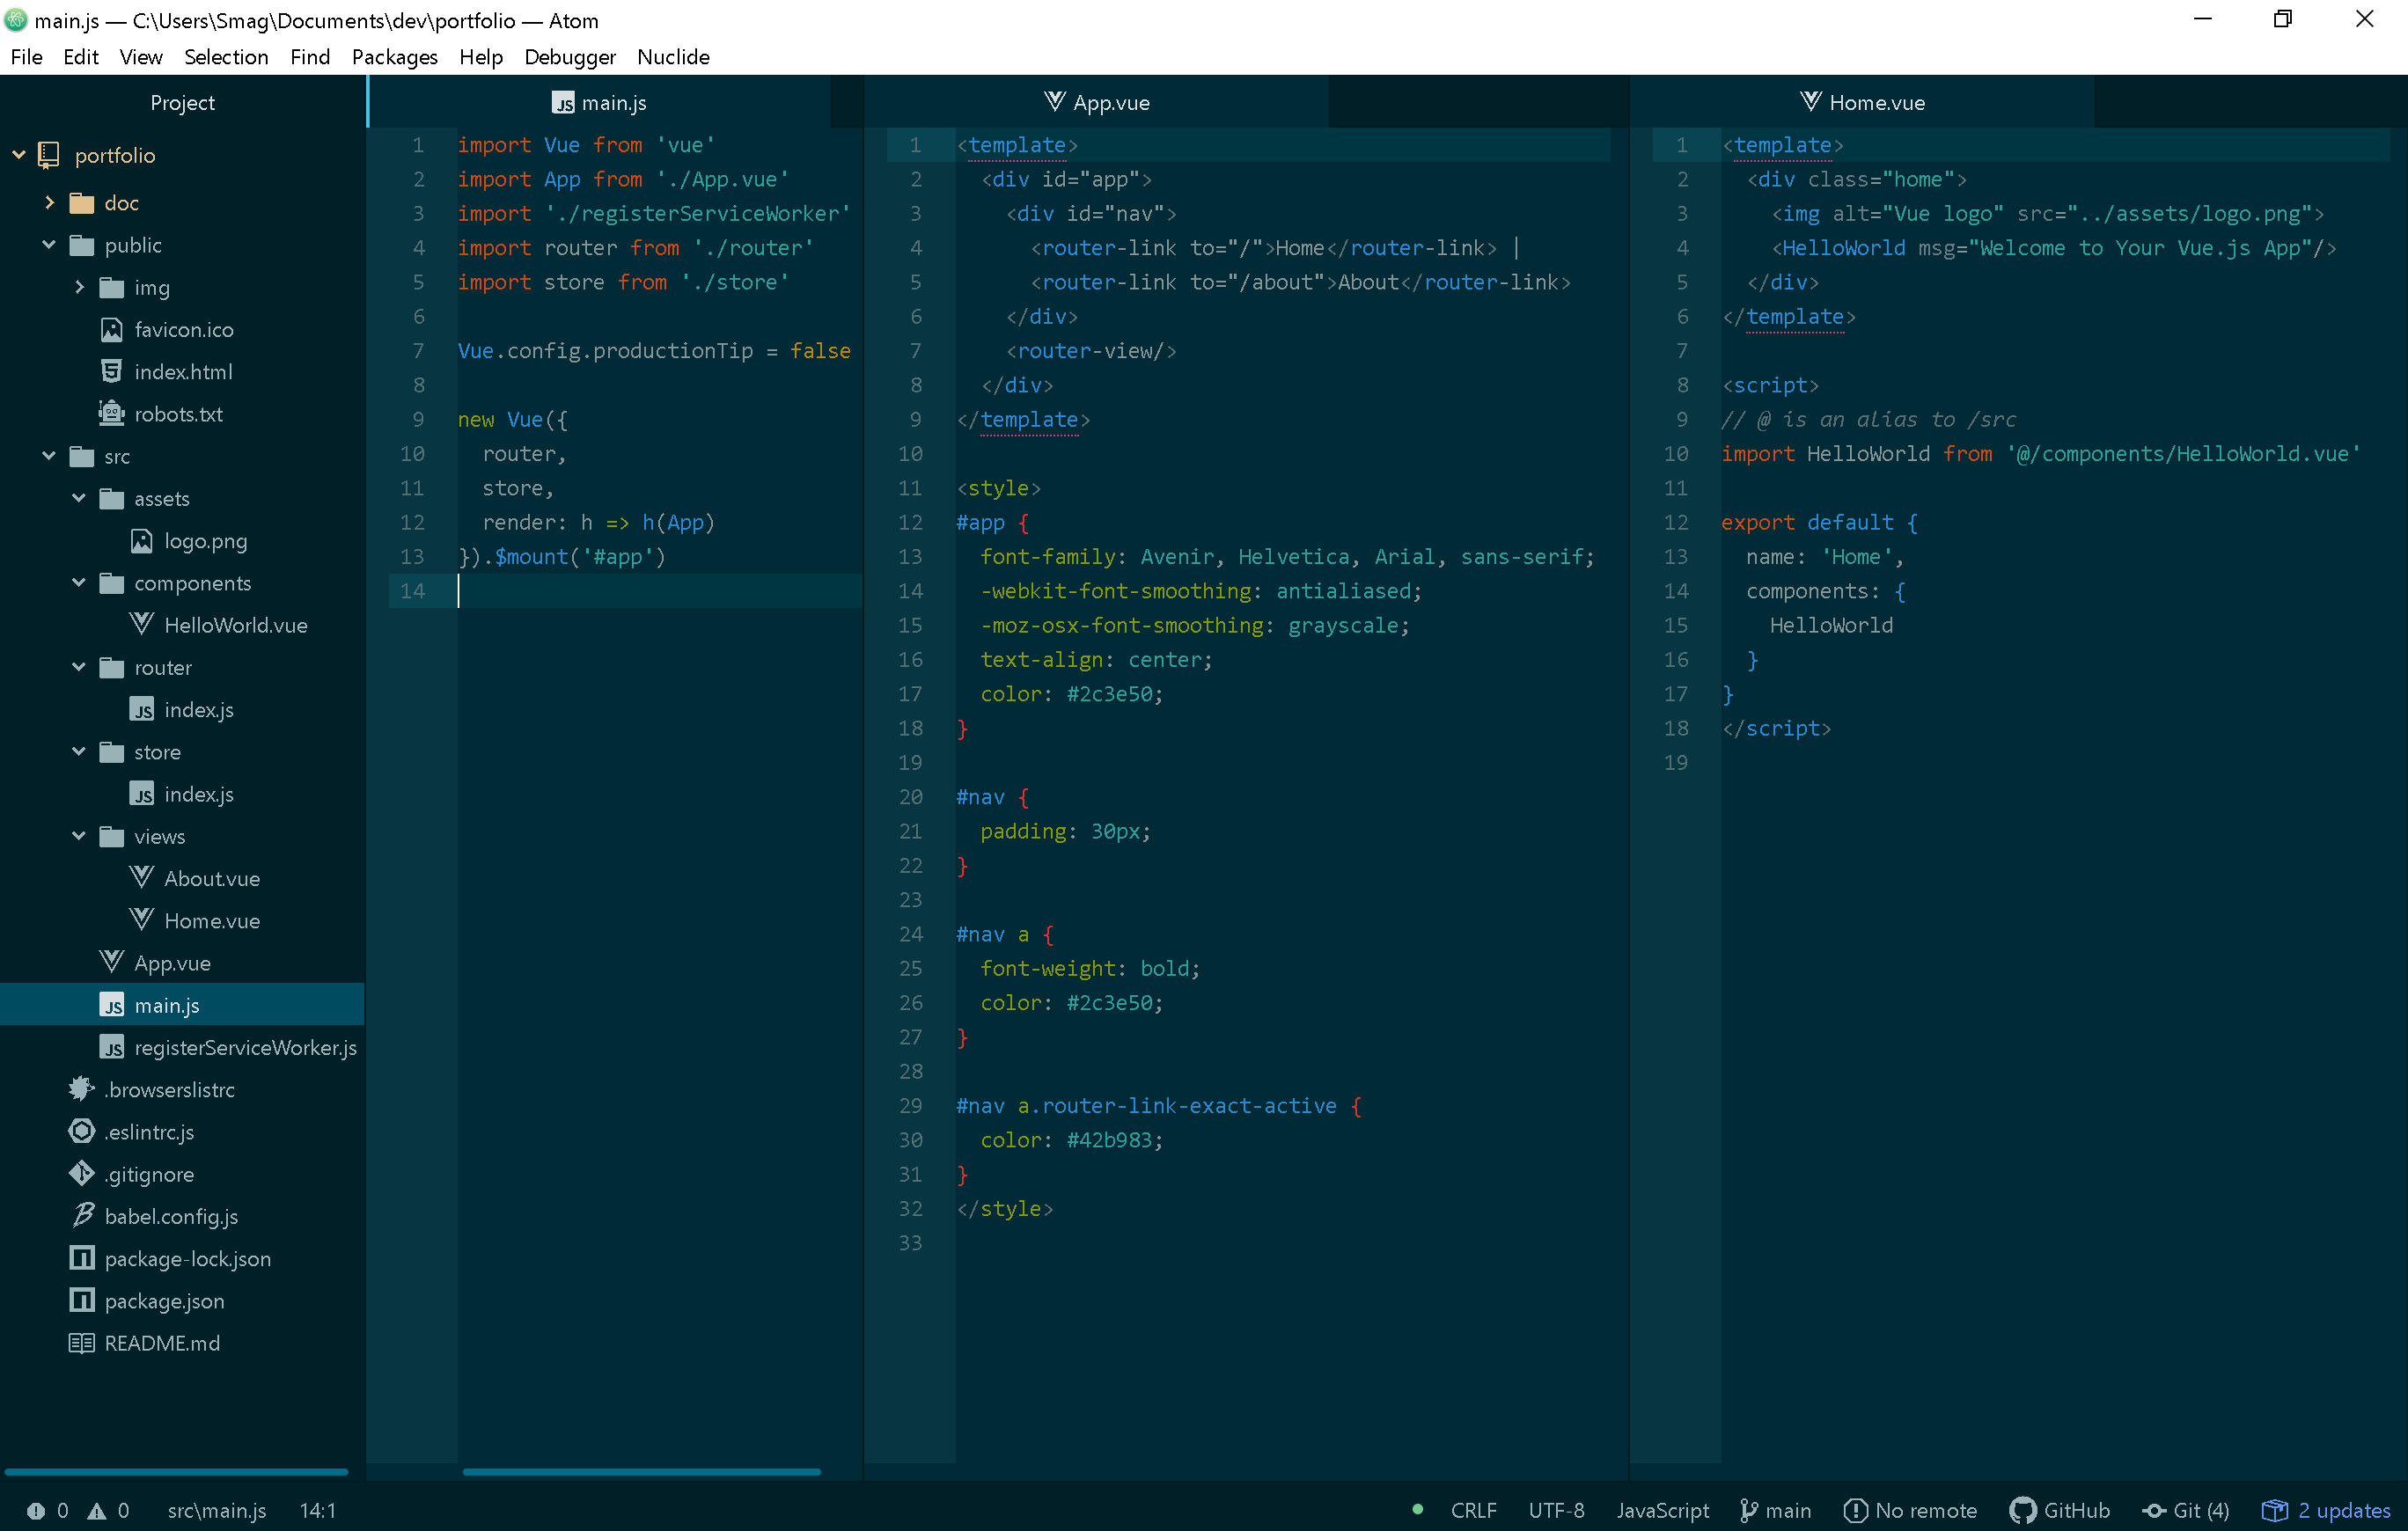 main.js — C:\Users\Smag\Documents\dev\portfolio — Atom
File Edit View Selection Find Packages Help Debugger Nuclide
Project
portfolio
doc
public
img
favicon.ico
index.html
robots.txt
src
assets
logo.png
components
HelloWorld.vue
router
index.js
store
index.js
views
About.vue
Home.vue
App.vue
main.js
registerServiceWorker.js
.browserslistrc
.eslintrc.js
.gitignore
babel.config.js
package-lock.json
package.json
README.md
JS main.js
1 import Vue from 'vue'
2 import App from './App.vue'
3 import './registerServiceWorker'
4 import router from './router'
5 import store from './store'
6
7 Vue.config.productionTip = false
8
9 new Vue({
10   router,
11   store,
12   render: h => h(App)
13 }).$mount('#app')
14
App.vue
1 <template>
2   <div id="app">
3     <div id="nav">
4       <router-link to="/">Home</router-link> |
5       <router-link to="/about">About</router-link>
6     </div>
7     <router-view/>
8   </div>
9 </template>
10
11 <style>
12 #app {
13   font-family: Avenir, Helvetica, Arial, sans-serif;
14   -webkit-font-smoothing: antialiased;
15   -moz-osx-font-smoothing: grayscale;
16   text-align: center;
17   color: #2c3e50;
18 }
19
20 #nav {
21   padding: 30px;
22 }
23
24 #nav a {
25   font-weight: bold;
26   color: #2c3e50;
27 }
28
29 #nav a.router-link-exact-active {
30   color: #42b983;
31 }
32 </style>
33
Home.vue
1 <template>
2   <div class="home">
3     <img alt="Vue logo" src="../assets/logo.png">
4     <HelloWorld msg="Welcome to Your Vue.js App"/>
5   </div>
6 </template>
7
8 <script>
9 // @ is an alias to /src
10 import HelloWorld from '@/components/HelloWorld.vue'
11
12 export default {
13   name: 'Home',
14   components: {
15     HelloWorld
16   }
17 }
18 </script>
19
0 0 src\main.js 14:1 CRLF UTF-8 JavaScript main No remote GitHub Git (4) 2 updates